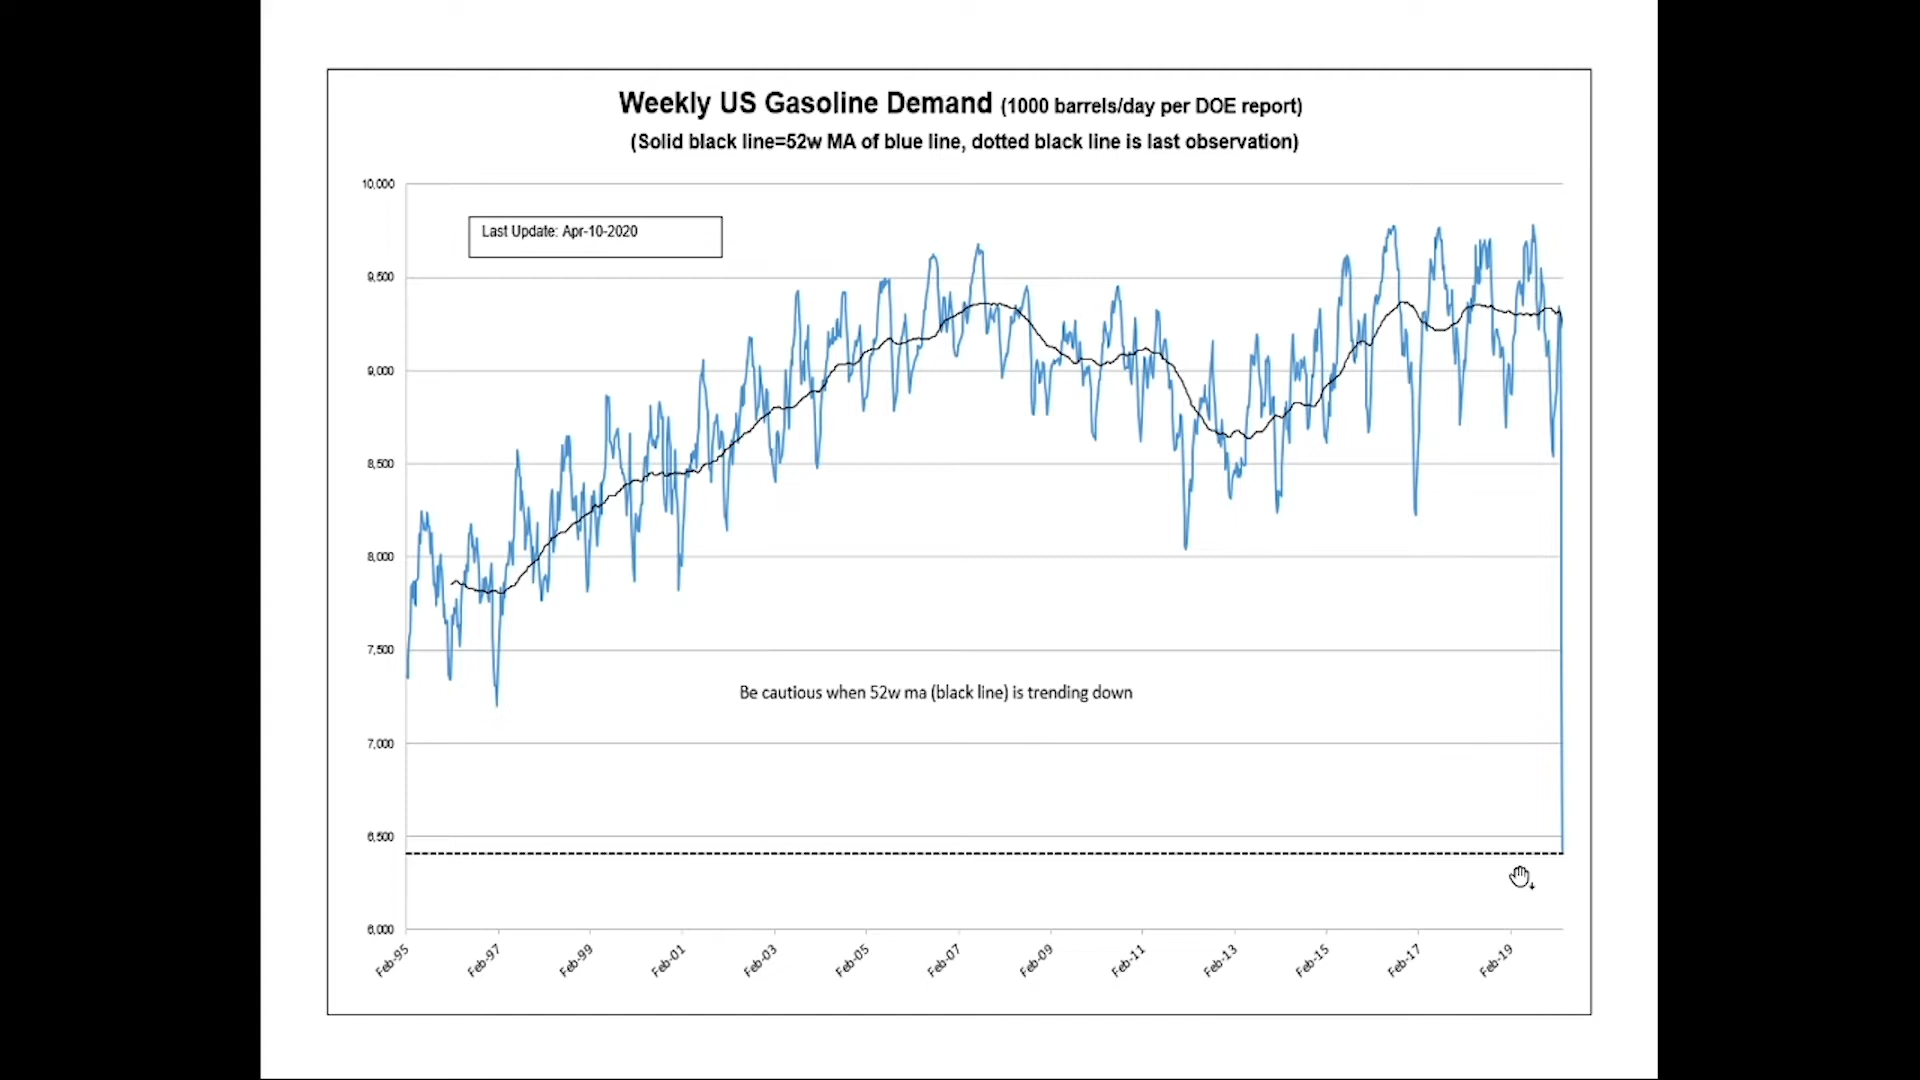 Weekly US Gasoline Demand (1000 barrels/day per DOE report)
(Solid black line=52w MA of blue line, dotted black line is last observation)
10,000
Last Update: Apr-10-2020
9,500
9,000
8,500
8,000
7,500
Be cautious when 52w ma (black line) is trending down
7,000
6,500
6,000
Feb-95
Feb-97
Feb-99
Feb-01
Feb-03
Feb-05
Feb-07
Feb-09
Feb-11
Feb-13
Feb-15
Feb-17
Feb-19